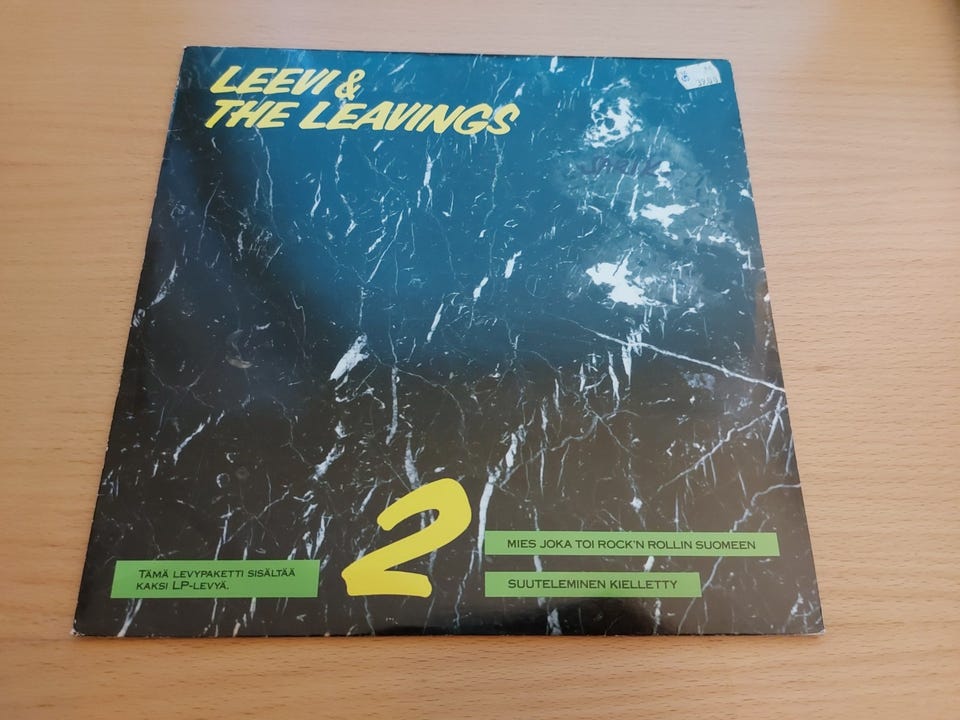 LEEVI &
THE LEAVINGS
2
MIES JOKA TOI ROCK'N ROLLIN SUOMEEN
TÄMÄ LEVYPAKETTI SISÄLTÄÄ
KAKSI LP-LEVYÄ.
SUUTELEMINEN KIELLETTY